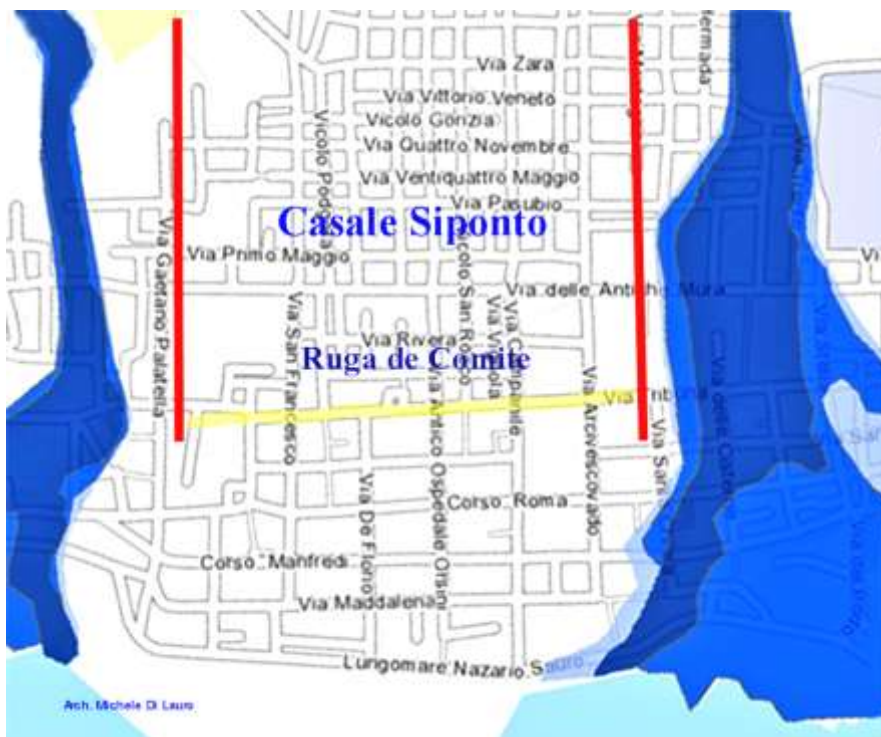 fermada
Via Zara
Via Vittorio Veneto
Vicolo Gorizia
Via Quattro Novembre
Via Ventiquattro Maggio
Via Pasubio
Casale Siponto
Via Primo Maggio
Via delle Antiche Mura
Via Gaetano Palatella
Via San Francesco
Vicolo San Rocco
Via Campanile
Via Rivera
Ruga de Comite
Via Tribuna
Via Arcivescovado
Via Antico Ospedale Orsini
Via De Florio
Corso Roma
Corso Manfredi
Via Maddalena
Lungomare Nazario Sauro
Arch. Michele Di Lauro